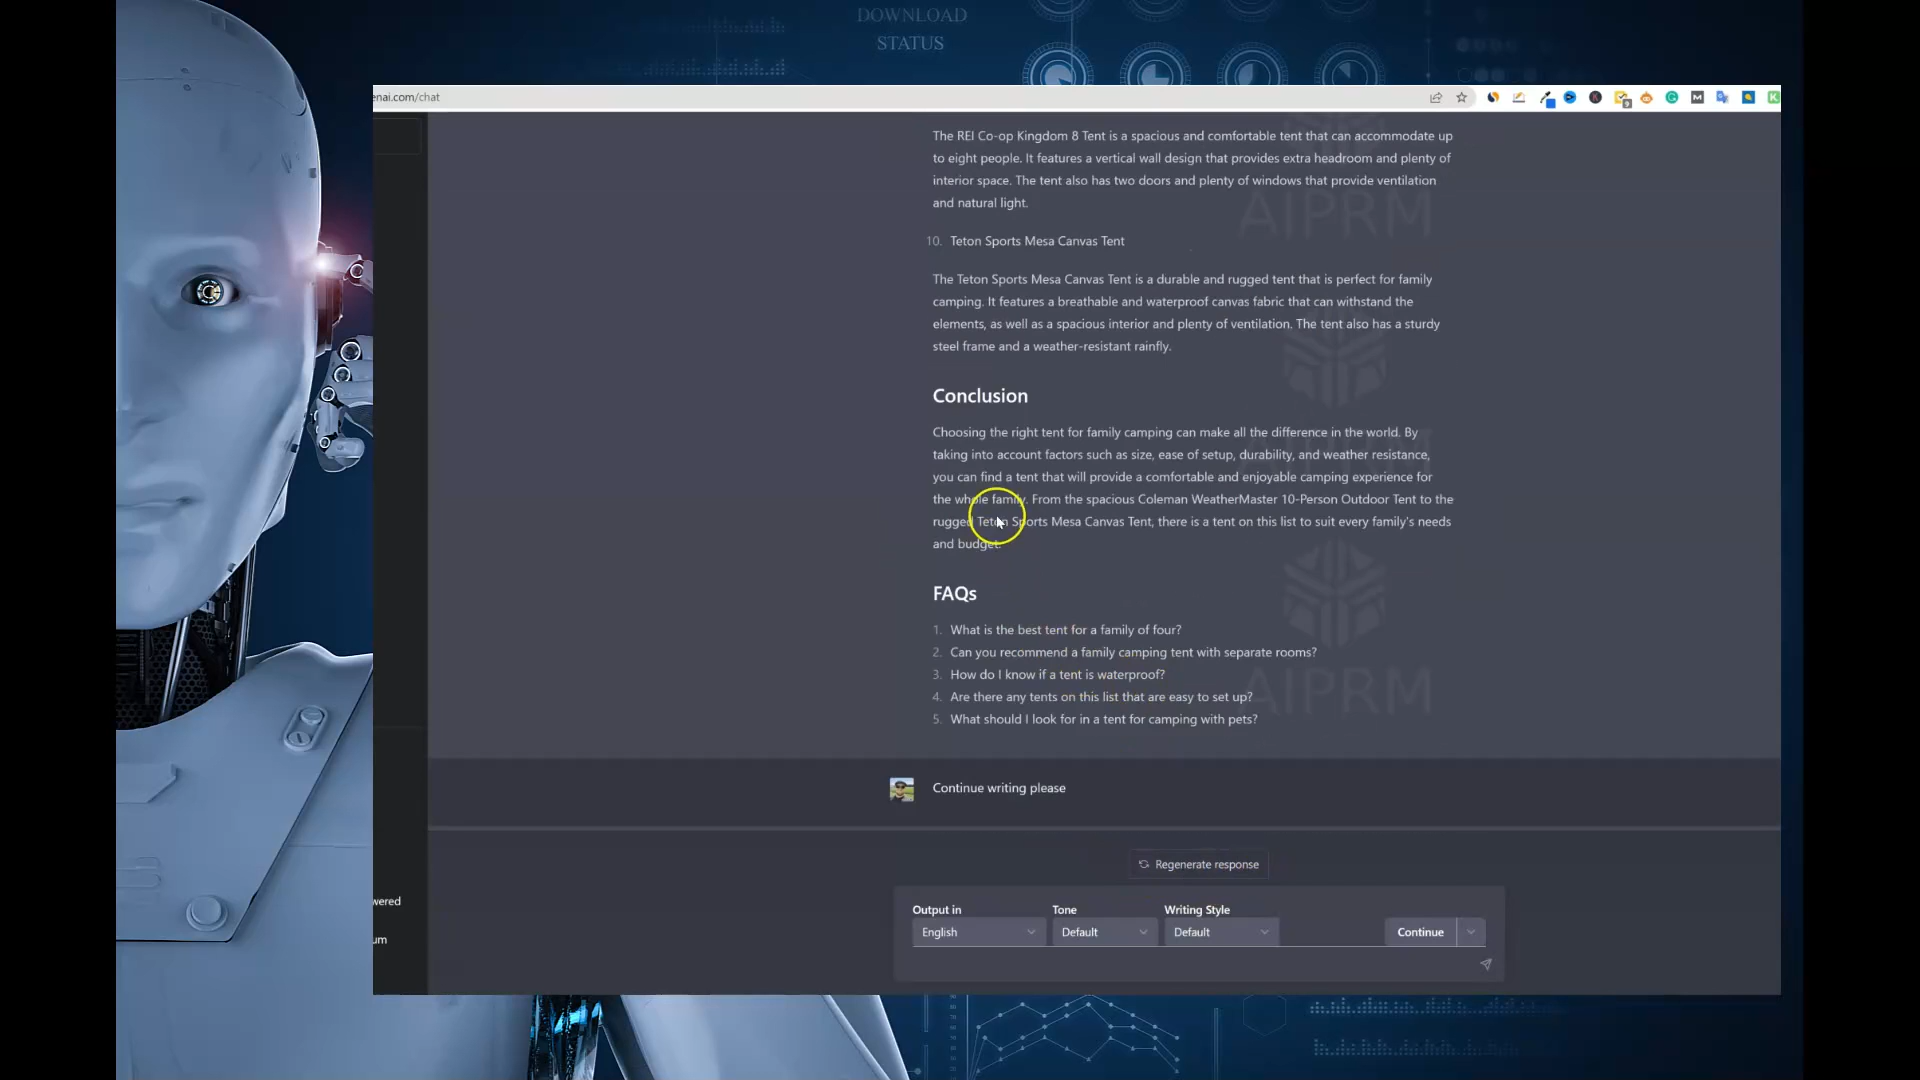 DOWNLOAD
STATUS
enai.com/chat
The REI Co-op Kingdom 8 Tent is a spacious and comfortable tent that can accommodate up
to eight people. It features a vertical wall design that provides extra headroom and plenty of
interior space. The tent also has two doors and plenty of windows that provide ventilation
and natural light.
AIPRM
10. Teton Sports Mesa Canvas Tent
The Teton Sports Mesa Canvas Tent is a durable and rugged tent that is perfect for family
camping. It features a breathable and waterproof canvas fabric that can withstand the
elements, as well as a spacious interior and plenty of ventilation. The tent also has a sturdy
steel frame and a weather-resistant rainfly.
Conclusion
Choosing the right tent for family camping can make all the difference in the world. By
taking into account factors such as size, ease of setup, durability, and weather resistance,
you can find a tent that will provide a comfortable and enjoyable camping experience for
the whole family. From the spacious Coleman WeatherMaster 10-Person Outdoor Tent to the
rugged Teton Sports Mesa Canvas Tent, there is a tent on this list to suit every family's needs
and budget.
AIPRM
FAQs
1. What is the best tent for a family of four?
2. Can you recommend a family camping tent with separate rooms?
3. How do I know if a tent is waterproof?
4. Are there any tents on this list that are easy to set up?
5. What should I look for in a tent for camping with pets?
AIPRM
Continue writing please
Regenerate response
wered
um
Output in
Tone
Writing Style
English
Default
Default
Continue